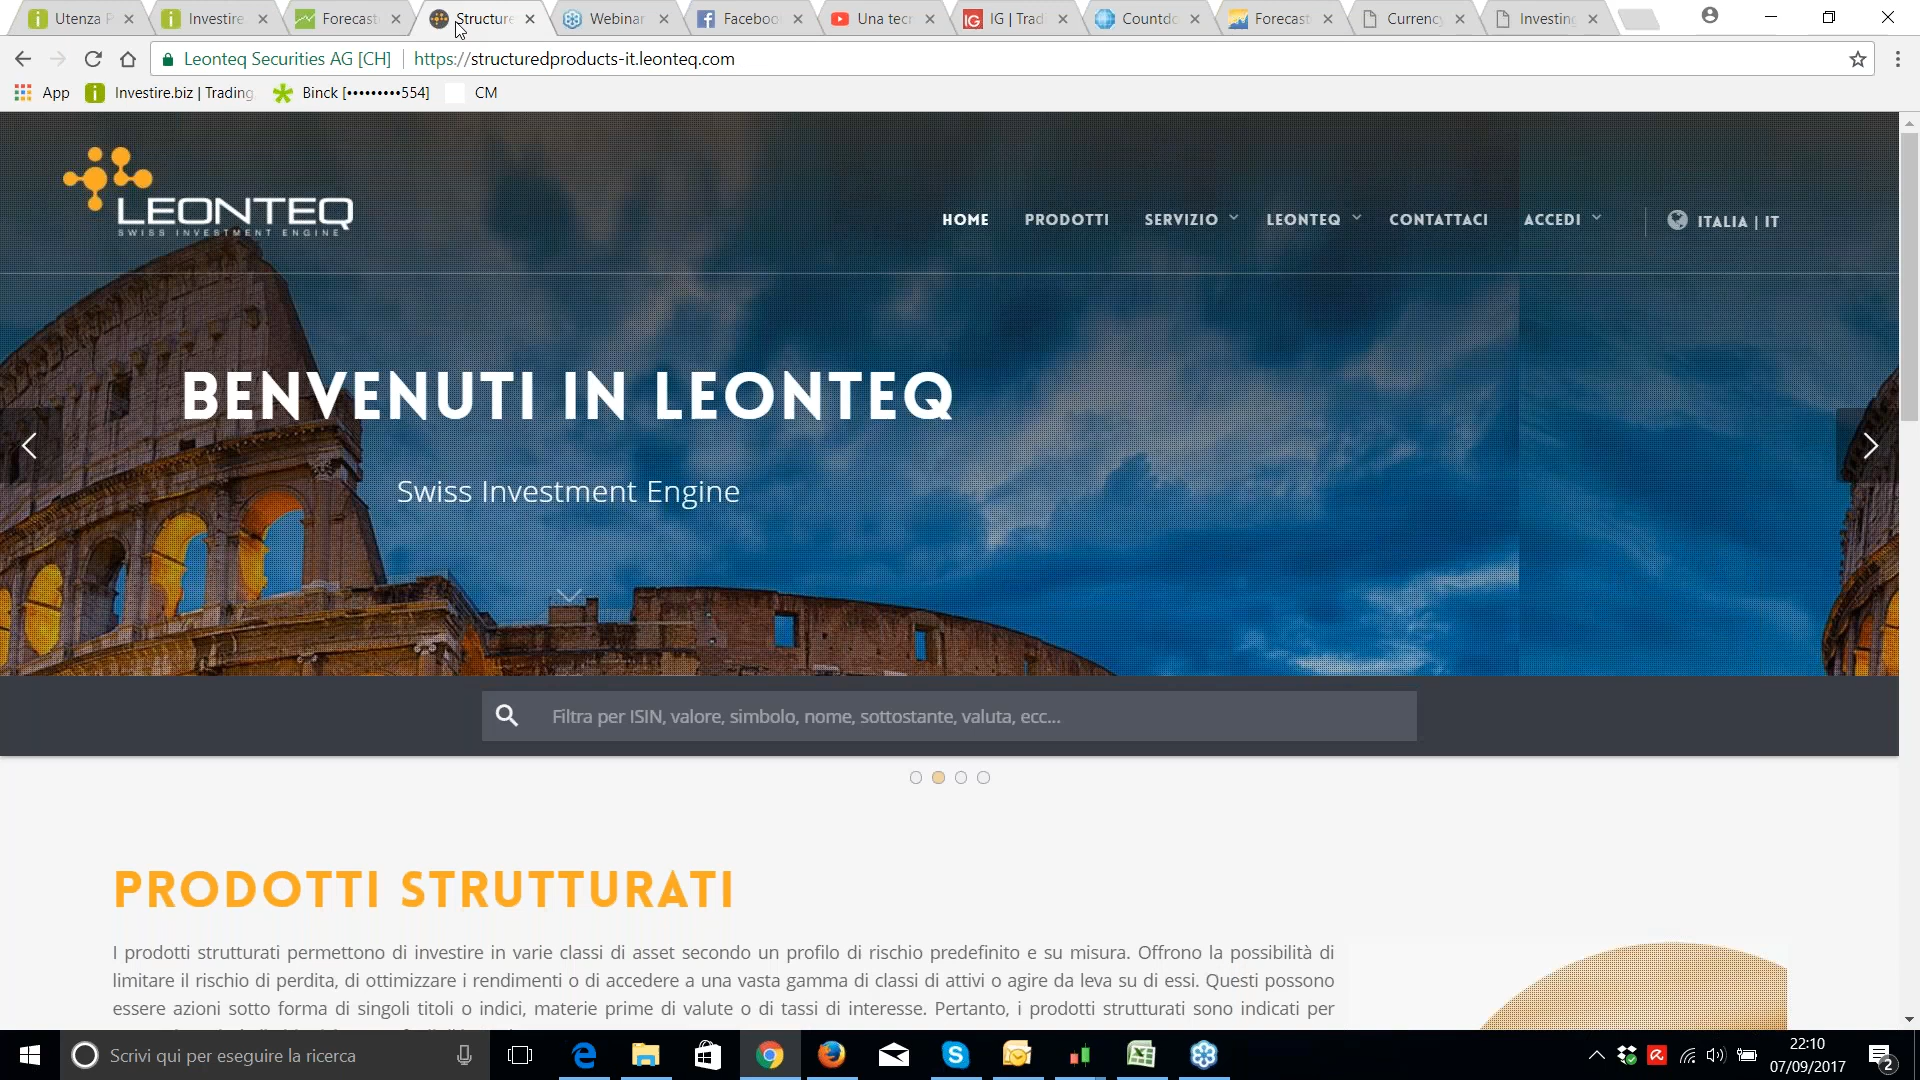 Utenza P
Investire
Forecast
Structure
Webinar
Faceboo
Una tecn
IG | Trad
Countdo
Forecast
Currency
Investing
Leonteq Securities AG [CH]
https://structuredproducts-it.leonteq.com
App
Investire.biz | Trading
Binck [•••••••••554]
CM
LEONTEQ
SWISS INVESTMENT ENGINE
HOME
PRODOTTI
SERVIZIO
LEONTEQ
CONTATTACI
ACCEDI
ITALIA | IT
BENVENUTI IN LEONTEQ
Swiss Investment Engine
Filtra per ISIN, valore, simbolo, nome, sottostante, valuta, ecc...
PRODOTTI STRUTTURATI
I prodotti strutturati permettono di investire in varie classi di asset secondo un profilo di rischio predefinito e su misura. Offrono la possibilità di
limitare il rischio di perdita, di ottimizzare i rendimenti o di accedere a una vasta gamma di classi di attivi o agire da leva su di essi. Questi possono
essere azioni sotto forma di singoli titoli o indici, materie prime di valute o di tassi di interesse. Pertanto, i prodotti strutturati sono indicati per
Scrivi qui per eseguire la ricerca
22:10
07/09/2017
2